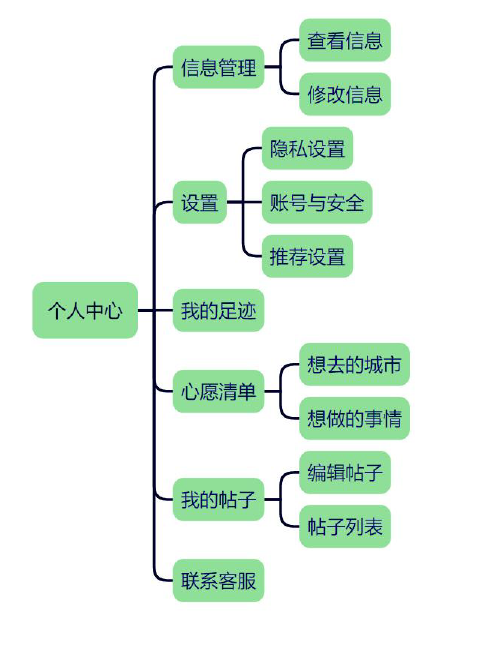 个人中心
信息管理
查看信息
修改信息
设置
隐私设置
账号与安全
推荐设置
我的足迹
心愿清单
想去的城市
想做的事情
我的帖子
编辑帖子
帖子列表
联系客服